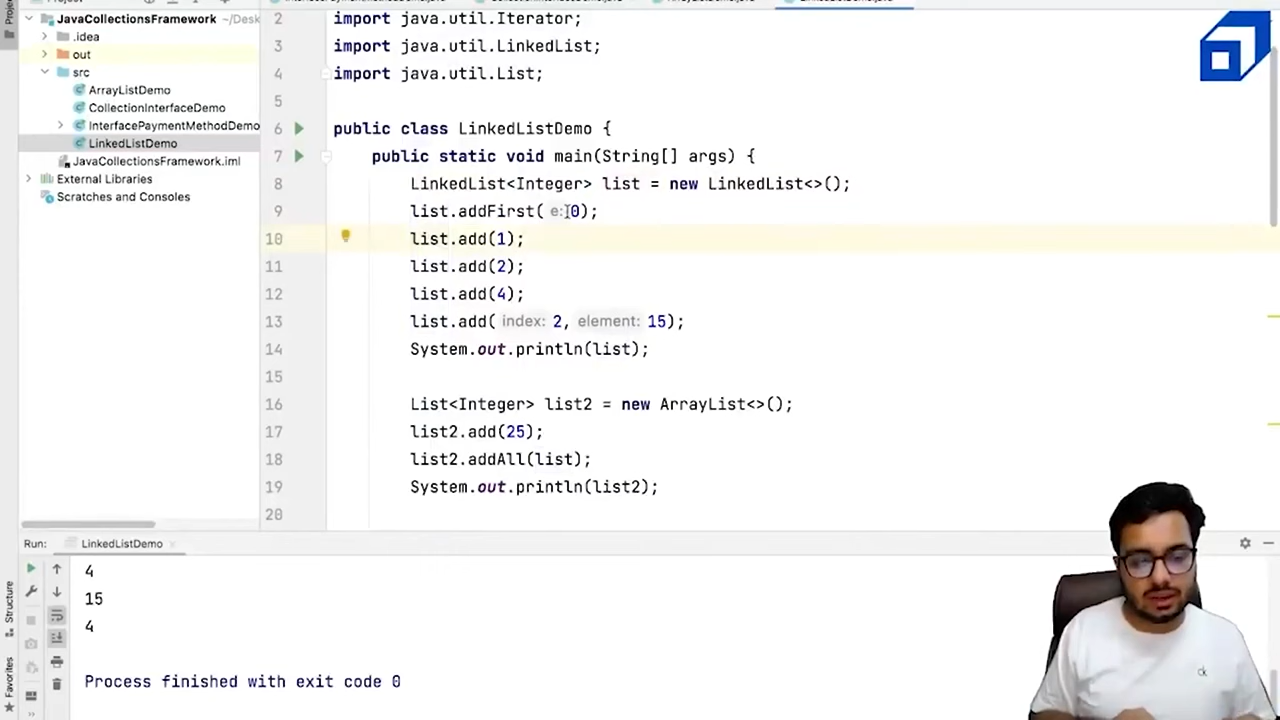 JavaCollectionsFramework ~/Desk
.idea
out
src
ArrayListDemo
CollectionInterfaceDemo
InterfacePaymentMethodDemo
LinkedListDemo
JavaCollectionsFramework.iml
External Libraries
Scratches and Consoles
2 import java.util.Iterator;
3 import java.util.LinkedList;
4 import java.util.List;
5
6 public class LinkedListDemo {
7 public static void main(String[] args) {
8 LinkedList<Integer> list = new LinkedList<>();
9 list.addFirst( e: 0);
10 list.add(1);
11 list.add(2);
12 list.add(4);
13 list.add( index: 2, element: 15);
14 System.out.println(list);
15
16 List<Integer> list2 = new ArrayList<>();
17 list2.add(25);
18 list2.addAll(list);
19 System.out.println(list2);
20
Run: LinkedListDemo
4
15
4
Process finished with exit code 0
Structure
Favorites